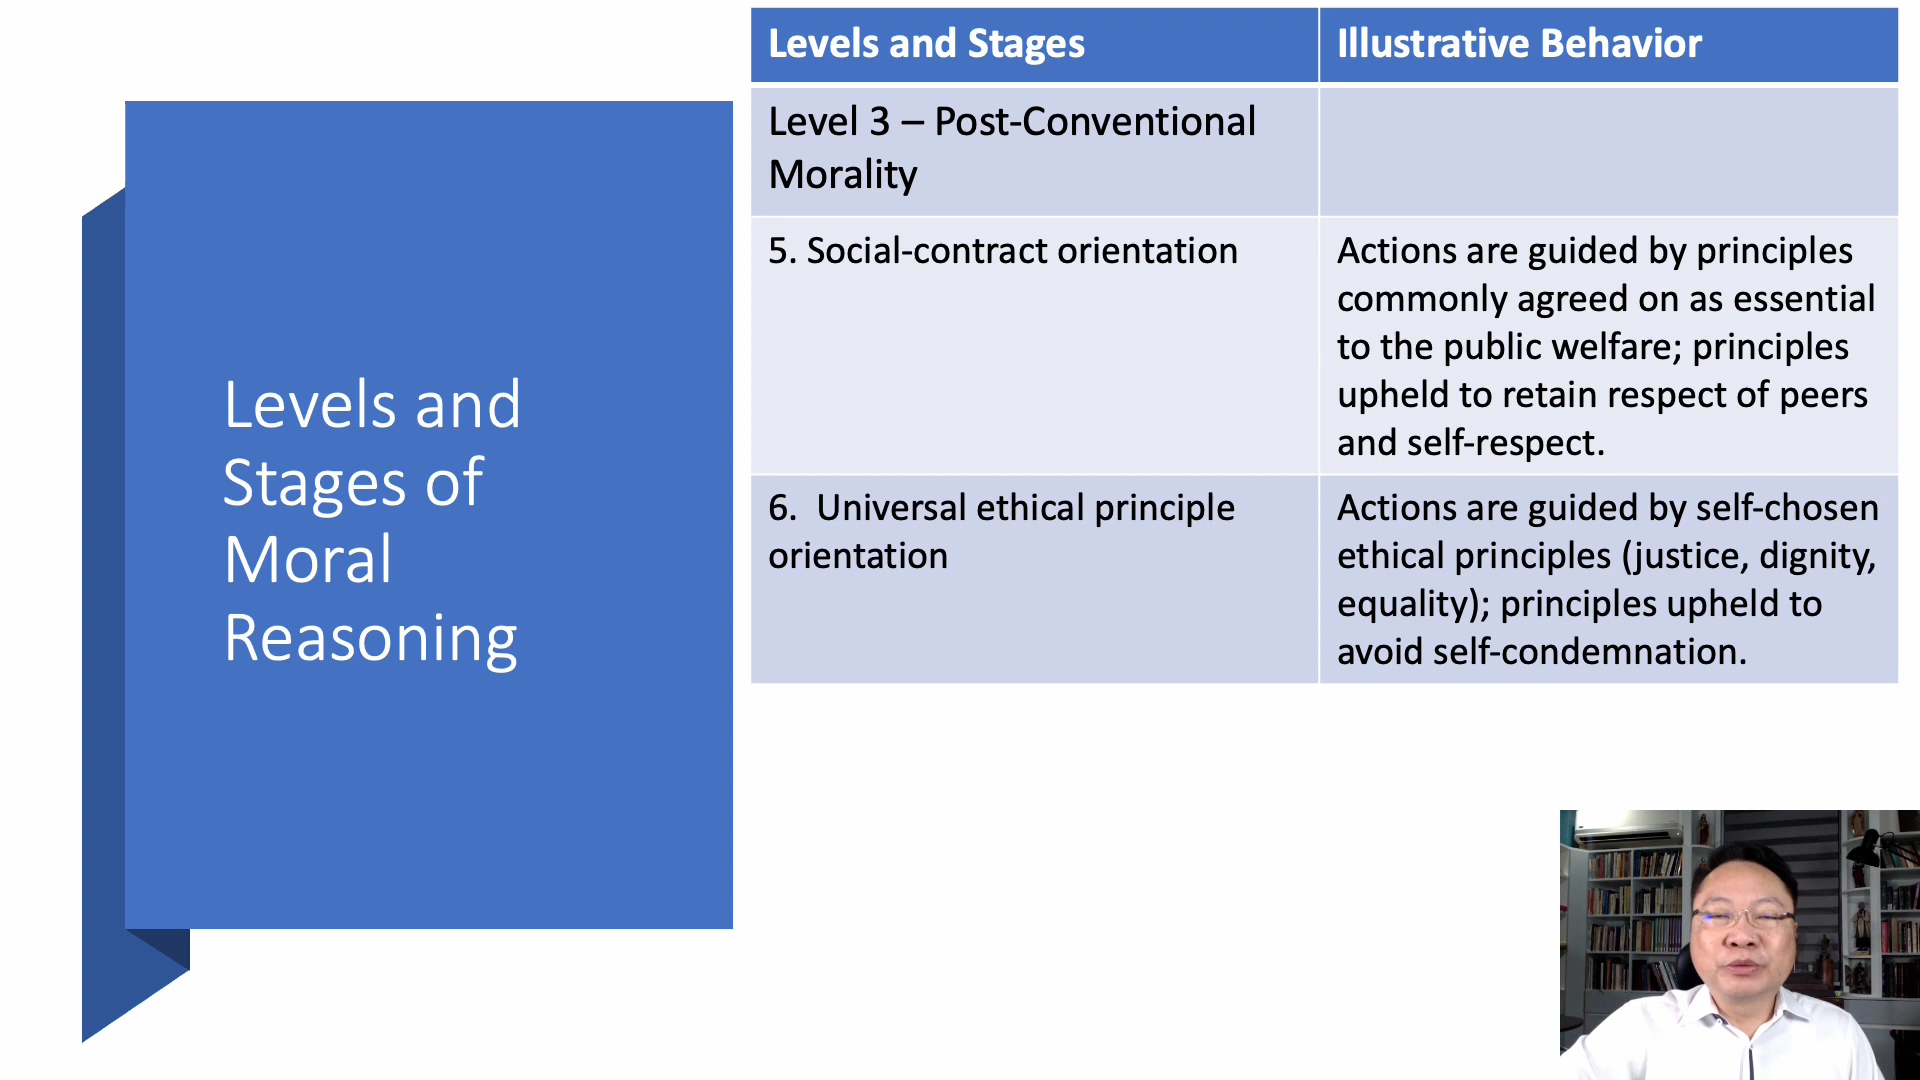 Levels and
Stages of
Moral
Reasoning
Levels and Stages
Illustrative Behavior
Level 3 – Post-Conventional
Morality
5. Social-contract orientation
Actions are guided by principles
commonly agreed on as essential
to the public welfare; principles
upheld to retain respect of peers
and self-respect.
6.  Universal ethical principle
orientation
Actions are guided by self-chosen
ethical principles (justice, dignity,
equality); principles upheld to
avoid self-condemnation.